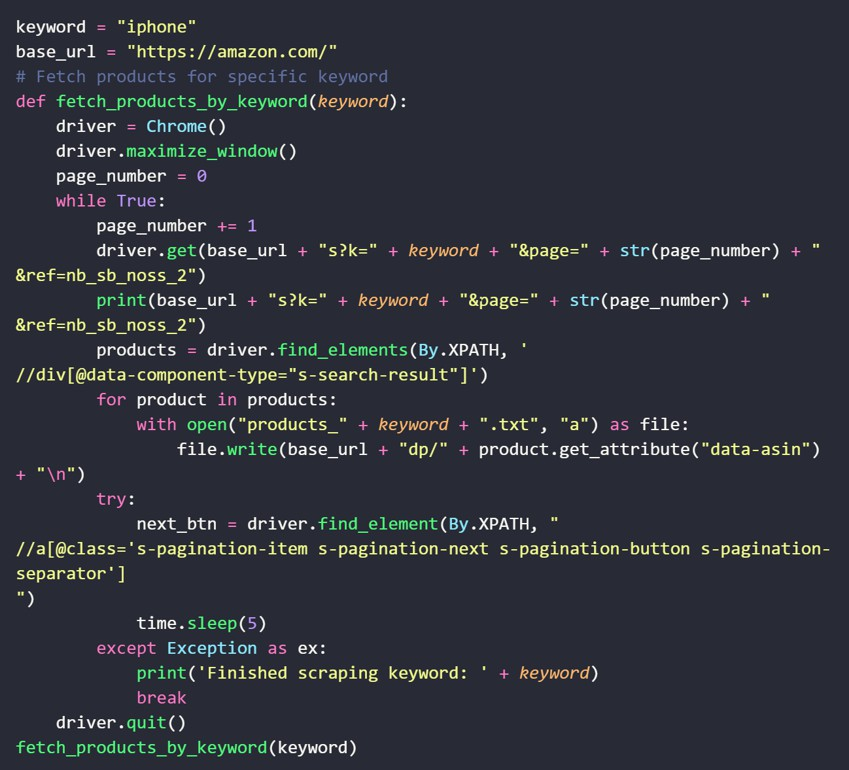 keyword = "iphone"
base_url = "https://amazon.com/"
# Fetch products for specific keyword
def fetch_products_by_keyword(keyword):
    driver = Chrome()
    driver.maximize_window()
    page_number = 0
    while True:
        page_number += 1
        driver.get(base_url + "s?k=" + keyword + "&page=" + str(page_number) + "
&ref=nb_sb_noss_2")
        print(base_url + "s?k=" + keyword + "&page=" + str(page_number) + "
&ref=nb_sb_noss_2")
        products = driver.find_elements(By.XPATH, '
//div[@data-component-type="s-search-result"]')
        for product in products:
            with open("products_" + keyword + ".txt", "a") as file:
                file.write(base_url + "dp/" + product.get_attribute("data-asin")
+ "\n")
        try:
            next_btn = driver.find_element(By.XPATH, "
//a[@class='s-pagination-item s-pagination-next s-pagination-button s-pagination-
separator']
")
            time.sleep(5)
        except Exception as ex:
            print('Finished scraping keyword: ' + keyword)
            break
    driver.quit()
fetch_products_by_keyword(keyword)